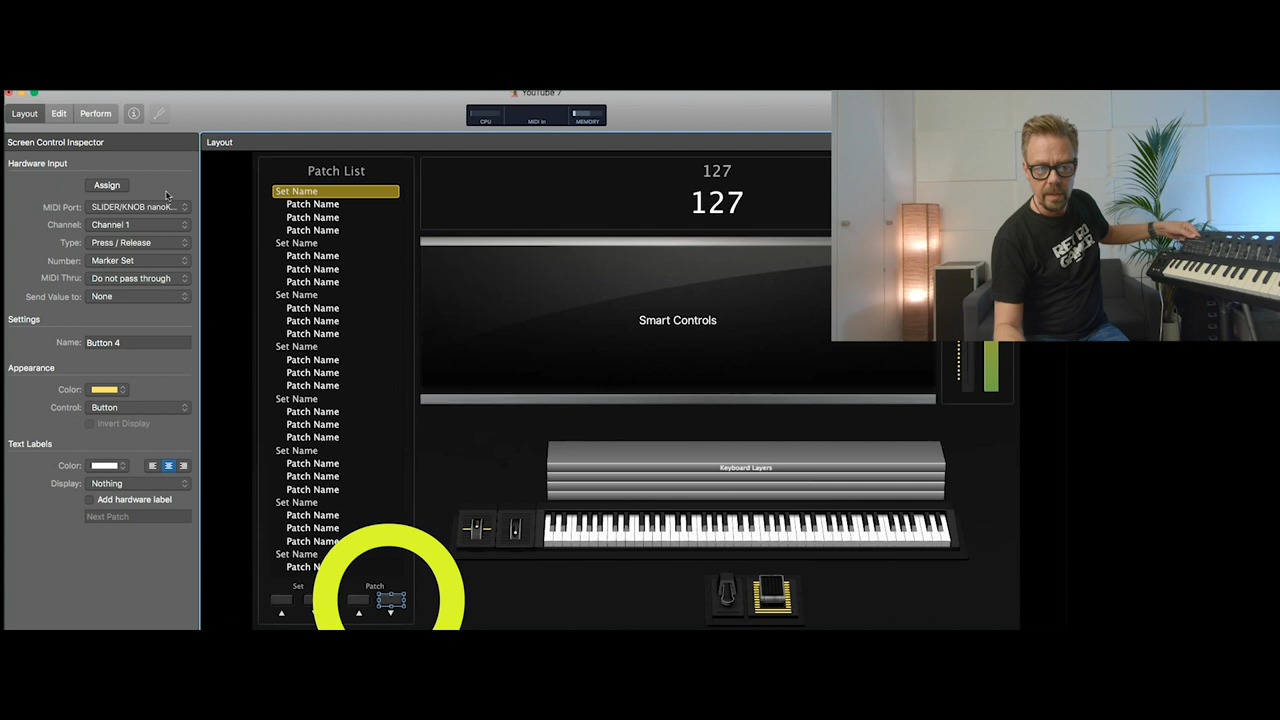 YouTube 7
Layout Edit Perform
CPU MIDI In MEMORY
Screen Control Inspector
Layout
Hardware Input
Assign
MIDI Port: SLIDER/KNOB nanoK...
Channel: Channel 1
Type: Press / Release
Number: Marker Set
MIDI Thru: Do not pass through
Send Value to: None
Settings
Name: Button 4
Appearance
Color:
Control: Button
Invert Display
Text Labels
Color:
Display: Nothing
Add hardware label
Next Patch
Patch List
Set Name
Patch Name
Patch Name
Patch Name
Set Name
Patch Name
Patch Name
Patch Name
Set Name
Patch Name
Patch Name
Patch Name
Set Name
Patch Name
Patch Name
Patch Name
Set Name
Patch Name
Patch Name
Patch Name
Set Name
Patch Name
Patch Name
Patch Name
Set Name
Patch Name
Patch Name
Patch Name
Set Name
Patch N
Set Patch
127
127
Smart Controls
Keyboard Layers
RETRO
GAMER